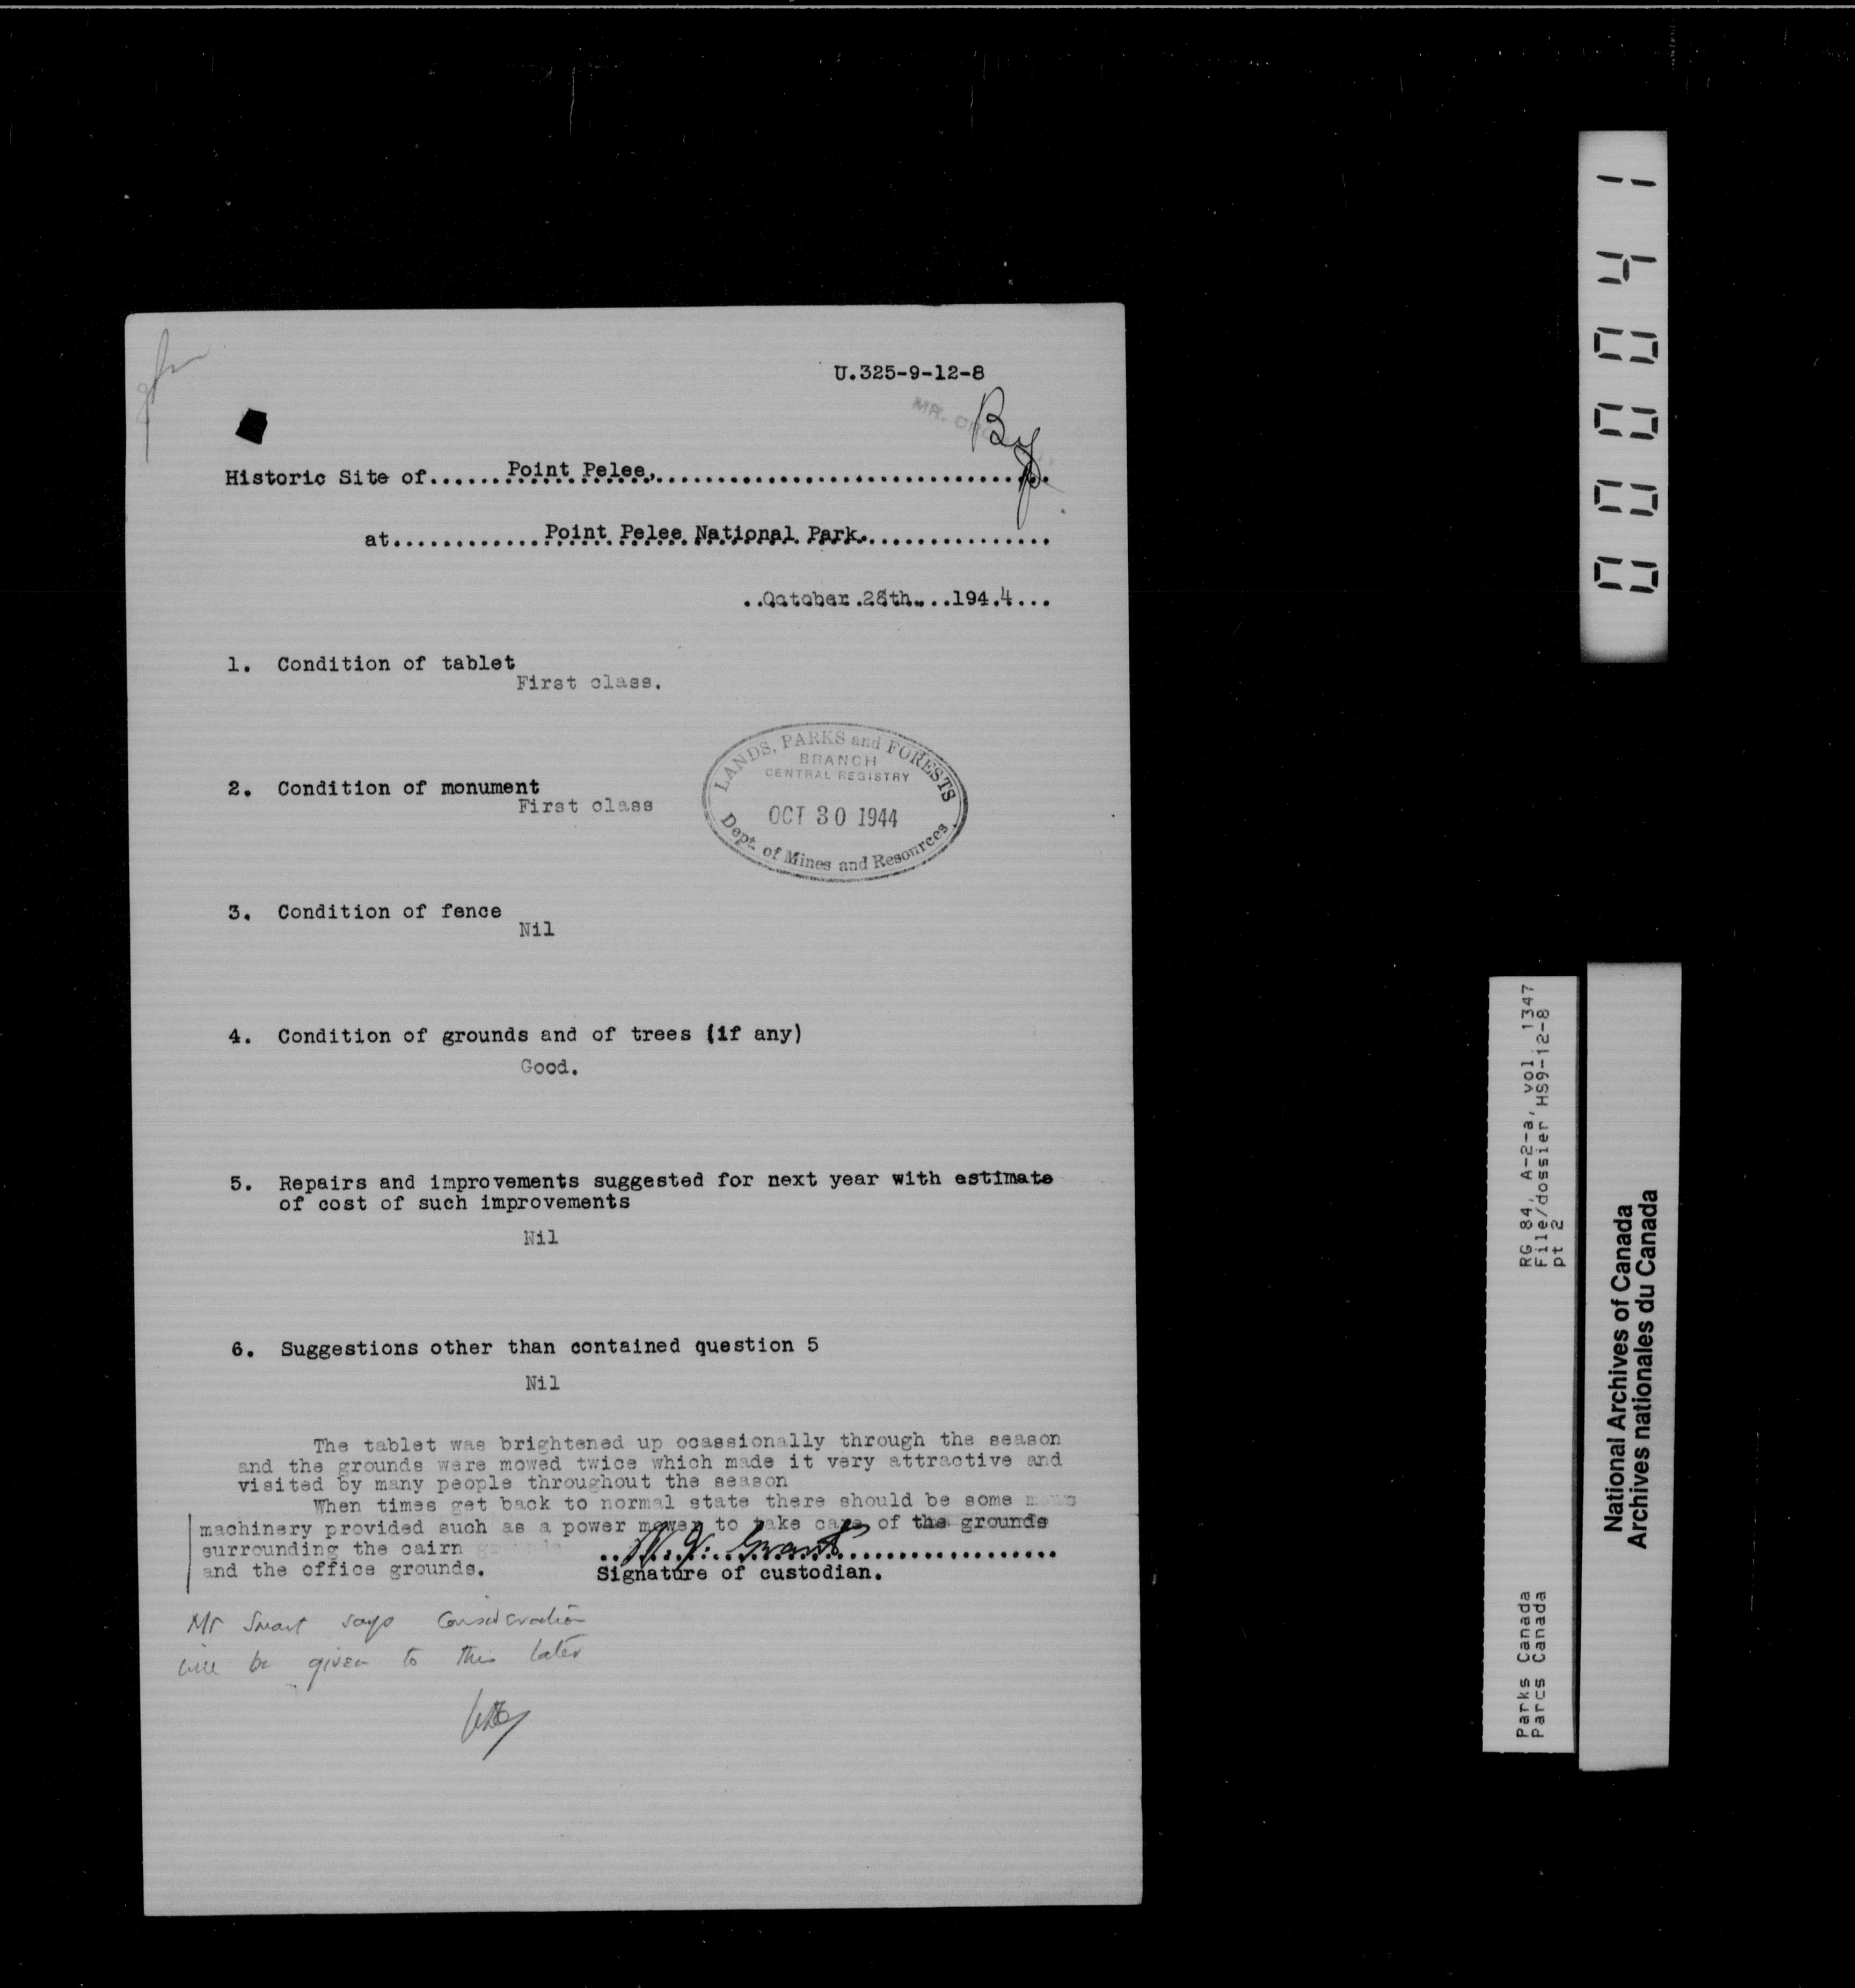 U.325-9-12-8
MR.
Historic Site of......Point Pelee,.................................
at............Point Pelee National Park................
..October 28th....194.4...
1. Condition of tablet
First class.
LANDS, PARKS and FORESTS
BRANCH
CENTRAL REGISTRY
OCT 30 1944
Dept. of Mines and Resources
2. Condition of monument
First class
3. Condition of fence
Nil
4. Condition of grounds and of trees (if any)
Good.
5. Repairs and improvements suggested for next year with estimate
of cost of such improvements
Nil
6. Suggestions other than contained question 5
Nil
The tablet was brightened up ocassionally through the season
and the grounds were mowed twice which made it very attractive and
visited by many people throughout the season
When times get back to normal state there should be some
machinery provided such as a power mower to take care of the grounds
surrounding the cairn
and the office grounds.
Grant
Signature of custodian.
Mr Smart says consideration
will be given to this later
000041
RG 84, A-2-a, vol. 1347
File/dossier HS9-12-8
pt 2
Parks Canada
Parcs Canada
National Archives of Canada
Archives nationales du Canada